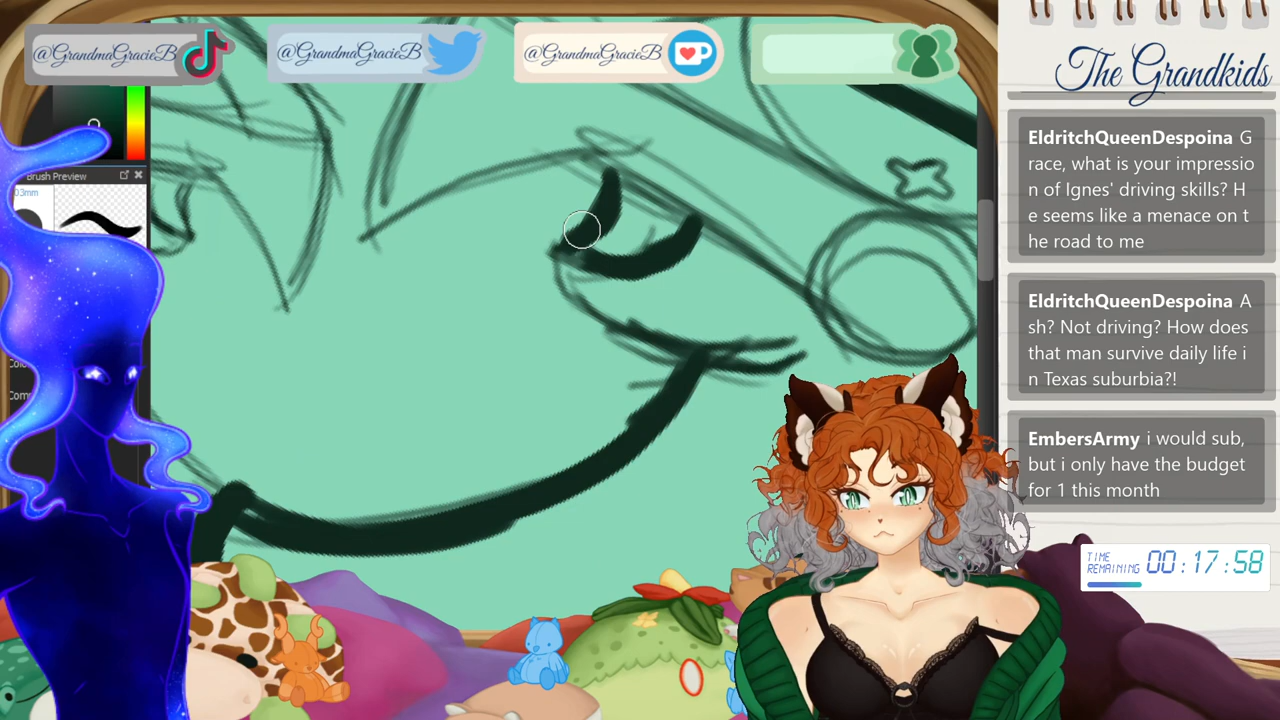 @GrandmaGracieB
@GrandmaGracieB
@GrandmaGracieB
The Grandkids
Brush Preview
EldritchQueenDespoina G
race, what is your impressio
n of Ignes' driving skills? H
e seems like a menace on t
he road to me
EldritchQueenDespoina A
sh? Not driving? How does
that man survive daily life i
n Texas suburbia?!
EmbersArmy i would sub,
but i only have the budget
for 1 this month
TIME
REMAINING 00:17:58